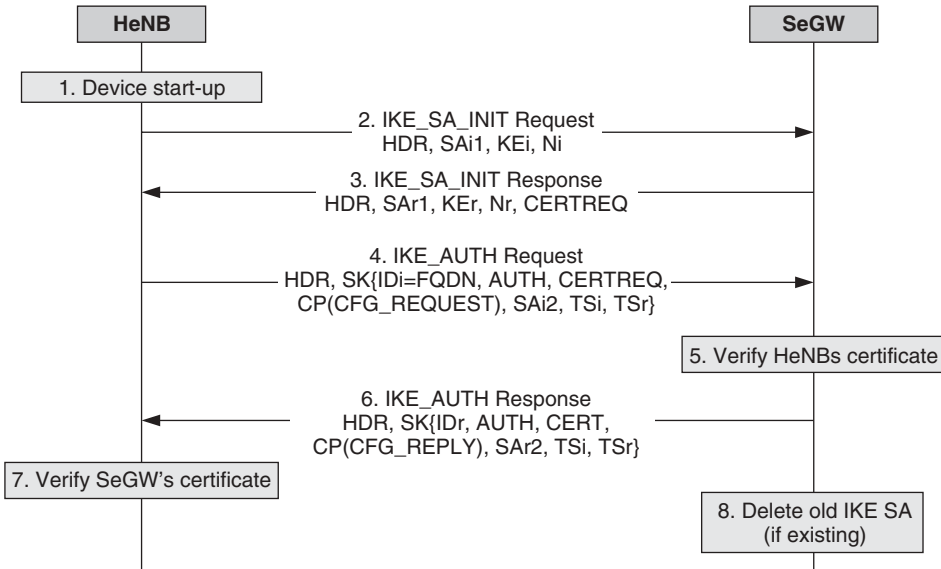 HeNB
SeGW
1. Device start-up
2. IKE_SA_INIT Request
HDR, SAi1, KEi, Ni
3. IKE_SA_INIT Response
HDR, SAr1, KEr, Nr, CERTREQ
4. IKE_AUTH Request
HDR, SK{IDi=FQDN, AUTH, CERTREQ,
CP(CFG_REQUEST), SAi2, TSi, TSr}
5. Verify HeNBs certificate
6. IKE_AUTH Response
HDR, SK{IDr, AUTH, CERT,
CP(CFG_REPLY), SAr2, TSi, TSr}
7. Verify SeGW's certificate
8. Delete old IKE SA
(if existing)